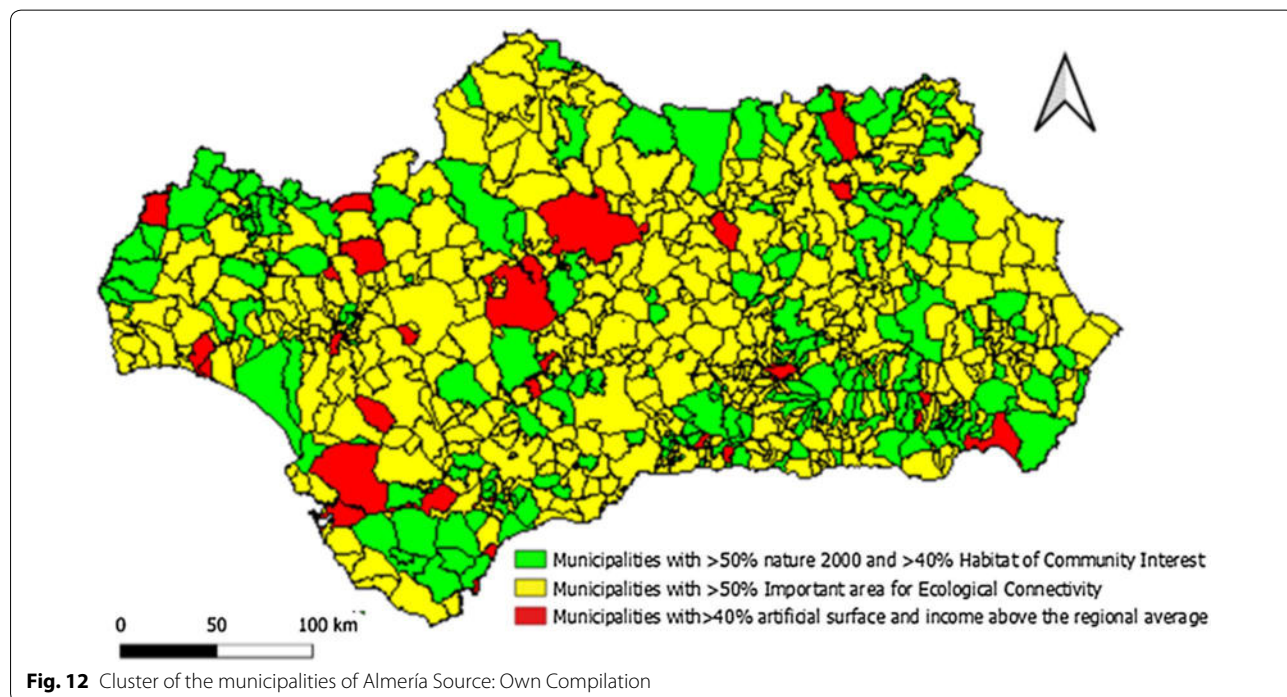 Municipalities with >50% nature 2000 and >40% Habitat of Community Interest
Municipalities with >50% Important area for Ecological Connectivity
Municipalities with>40% artificial surface and income above the regional average
0 50 100 km
Fig. 12 Cluster of the municipalities of Almería Source: Own Compilation